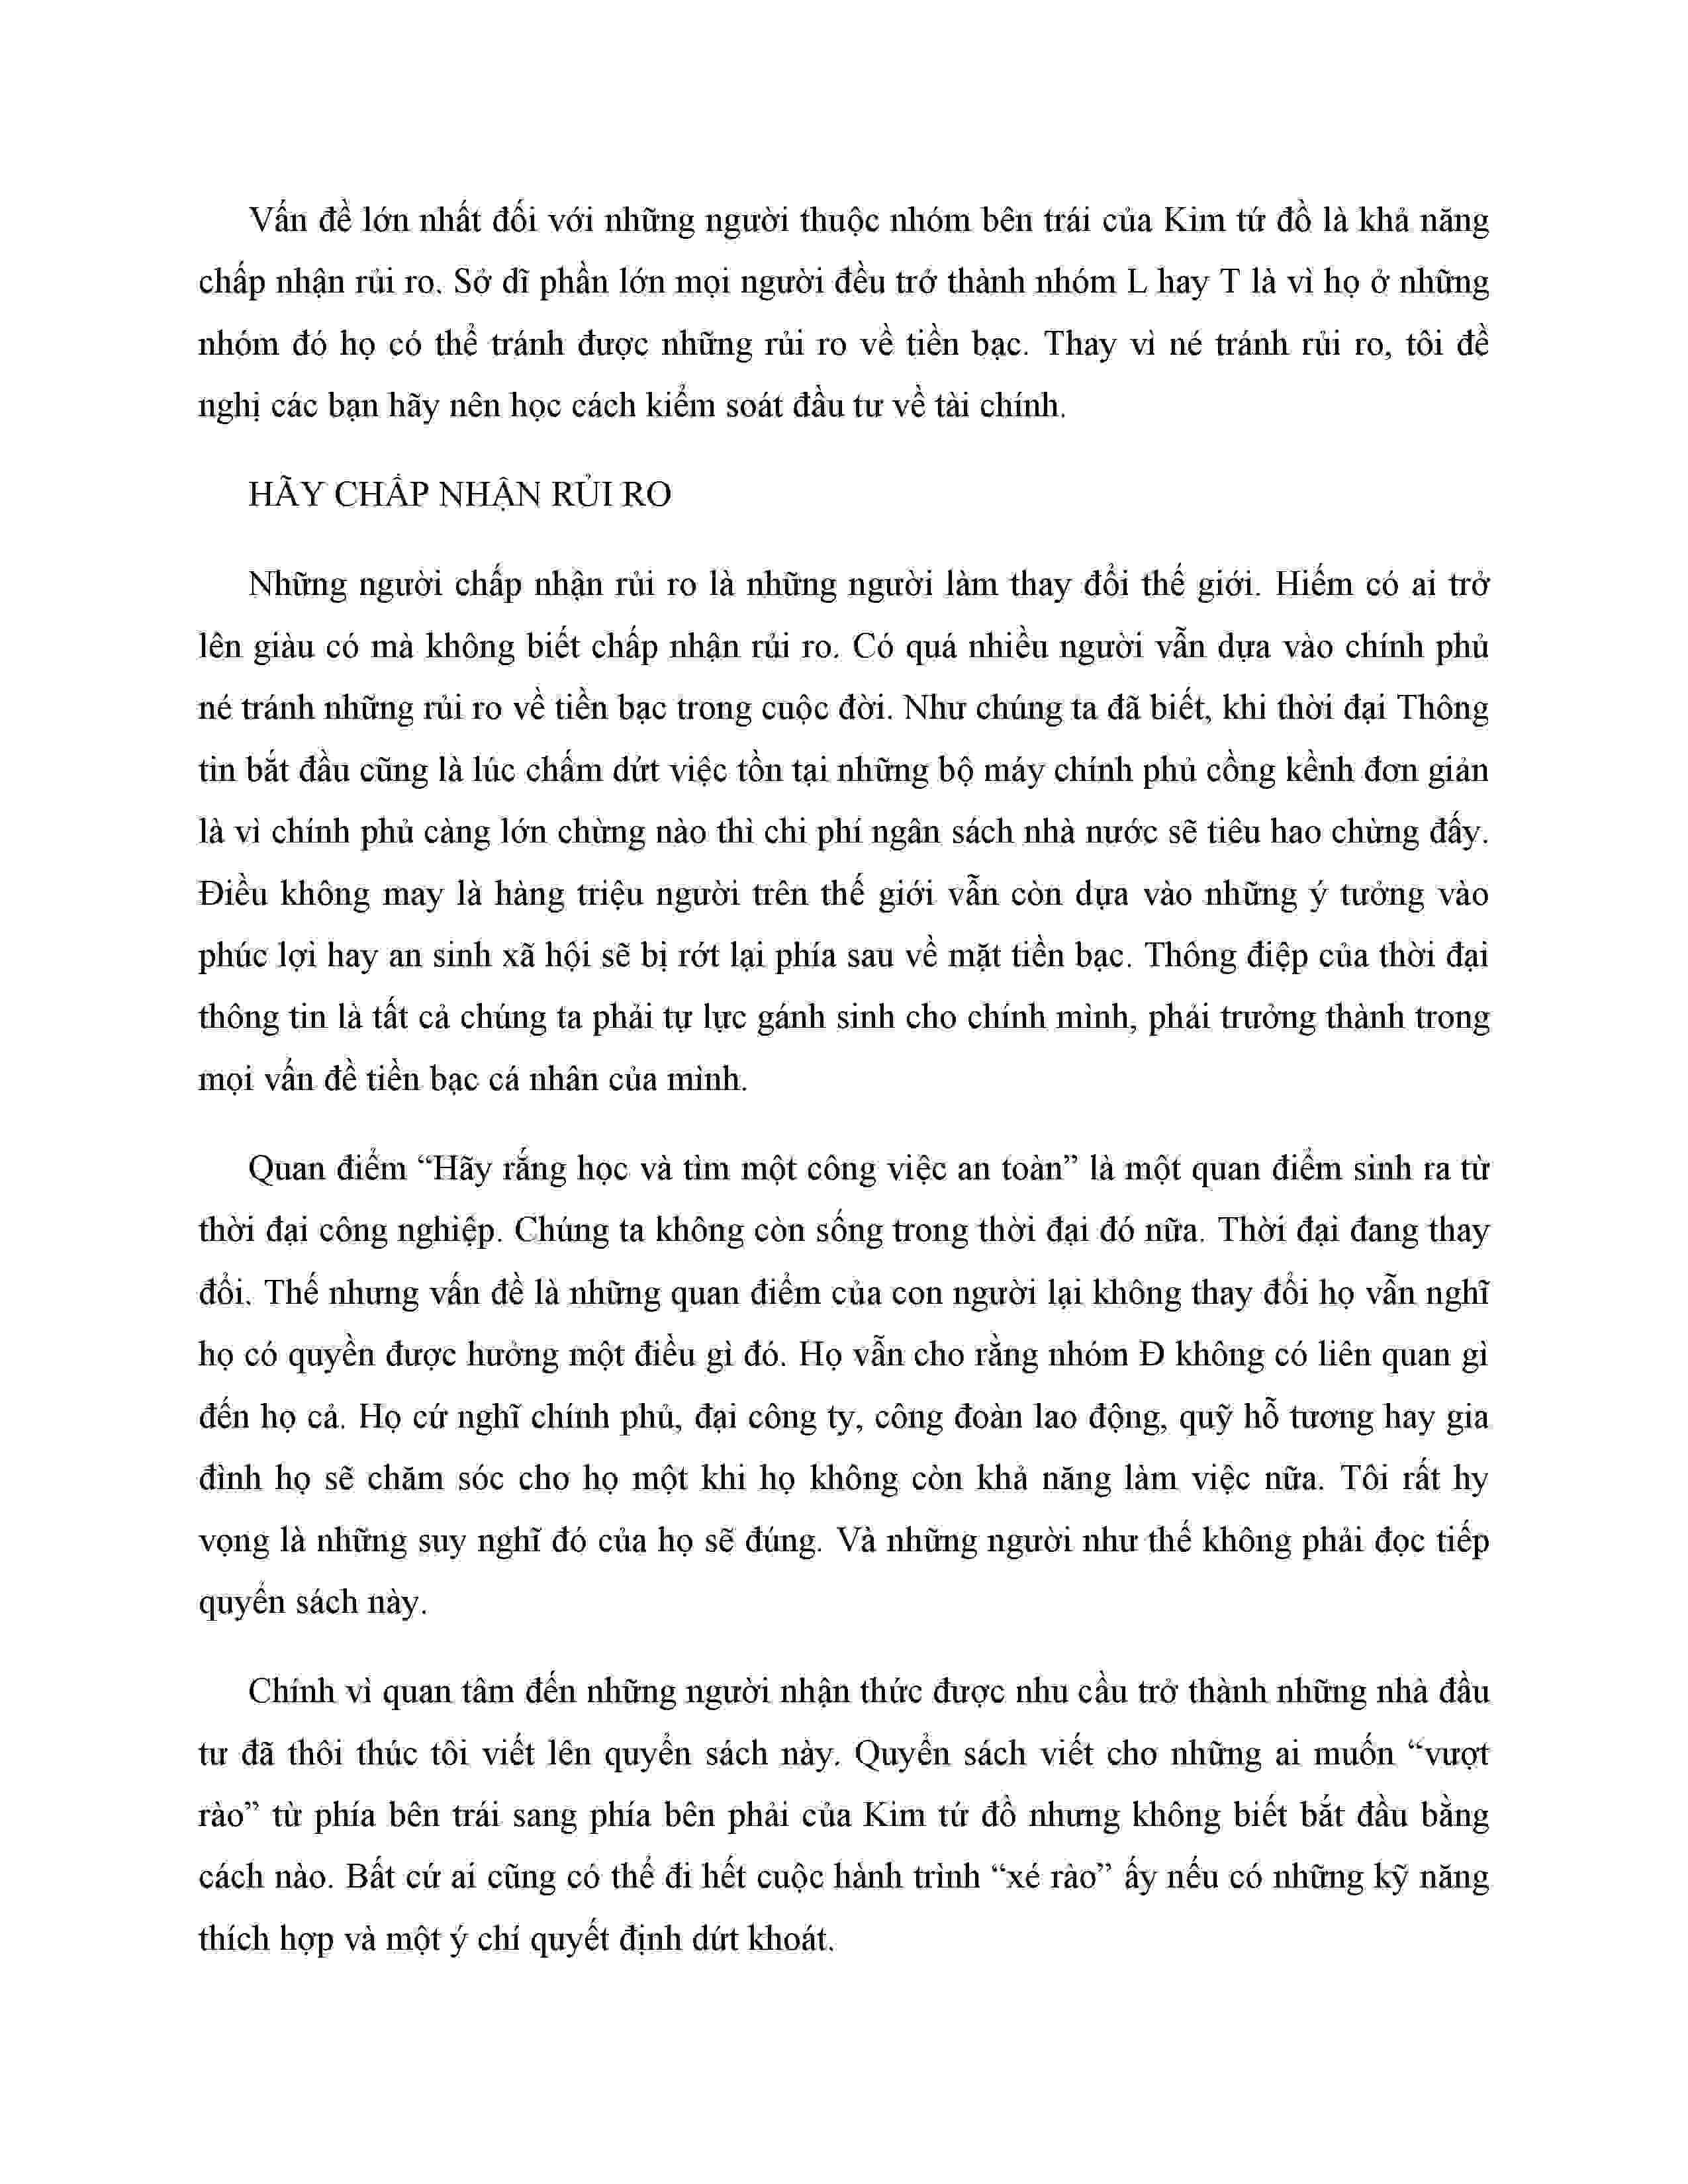 Vấn đề lớn nhất đối với những người thuộc nhóm bên trái của Kim tứ đồ là khả năng
chấp nhận rủi ro. Sở dĩ phần lớn mọi người đều trở thành nhóm L hay T là vì họ ở những
nhóm đó họ có thể tránh được những rủi ro về tiền bạc. Thay vì né tránh rủi ro, tôi đề
nghị các bạn hãy nên học cách kiểm soát đầu tư về tài chính.
HÃY CHẤP NHẬN RỦI RO
Những người chấp nhận rủi ro là những người làm thay đổi thế giới. Hiếm có ai trở
lên giàu có mà không biết chấp nhận rủi ro. Có quá nhiều người vẫn dựa vào chính phủ
né tránh những rủi ro về tiền bạc trong cuộc đời. Như chúng ta đã biết, khi thời đại Thông
tin bắt đầu cũng là lúc chấm dứt việc tồn tại những bộ máy chính phủ cồng kềnh đơn giản
là vì chính phủ càng lớn chừng nào thì chi phí ngân sách nhà nước sẽ tiêu hao chừng đấy.
Điều không may là hàng triệu người trên thế giới vẫn còn dựa vào những ý tưởng vào
phúc lợi hay an sinh xã hội sẽ bị rớt lại phía sau về mặt tiền bạc. Thông điệp của thời đại
thông tin là tất cả chúng ta phải tự lực gánh sinh cho chính mình, phải trưởng thành trong
mọi vấn đề tiền bạc cá nhân của mình.
Quan điểm “Hãy rắng học và tìm một công việc an toàn” là một quan điểm sinh ra từ
thời đại công nghiệp. Chúng ta không còn sống trong thời đại đó nữa. Thời đại đang thay
đổi. Thế nhưng vấn đề là những quan điểm của con người lại không thay đổi họ vẫn nghĩ
họ có quyền được hưởng một điều gì đó. Họ vẫn cho rằng nhóm Đ không có liên quan gì
đến họ cả. Họ cứ nghĩ chính phủ, đại công ty, công đoàn lao động, quỹ hỗ tương hay gia
đình họ sẽ chăm sóc cho họ một khi họ không còn khả năng làm việc nữa. Tôi rất hy
vọng là những suy nghĩ đó của họ sẽ đúng. Và những người như thế không phải đọc tiếp
quyển sách này.
Chính vì quan tâm đến những người nhận thức được nhu cầu trở thành những nhà đầu
tư đã thôi thúc tôi viết lên quyển sách này. Quyển sách viết cho những ai muốn “vượt
rào” từ phía bên trái sang phía bên phải của Kim tứ đồ nhưng không biết bắt đầu bằng
cách nào. Bất cứ ai cũng có thể đi hết cuộc hành trình “xé rào” ấy nếu có những kỹ năng
thích hợp và một ý chí quyết định dứt khoát.